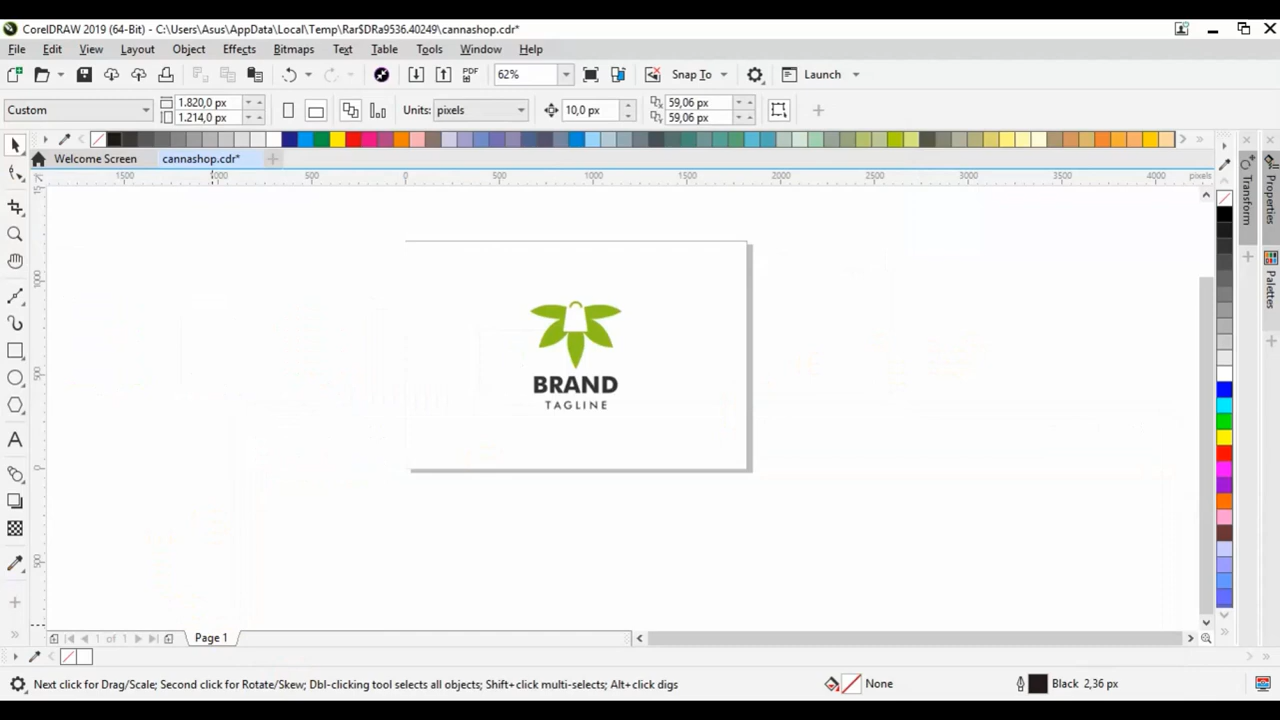 CorelDRAW 2019 (64-Bit) - C:\Users\Asus\AppData\Local\Temp\Rar$DRa9536.40249\cannashop.cdr*
File Edit View Layout Object Effects Bitmaps Text Table Tools Window Help
PDF 62% Snap To Launch
Custom 1.820,0 px 1.214,0 px Units: pixels 10,0 px 59,06 px 59,06 px
Welcome Screen cannashop.cdr*
1500 1000 500 0 500 1000 1500 2000 2500 3000 3500 4000 pixels
1000
500
0
500
Transform
Properties
Palettes
BRAND
TAGLINE
1 of 1 Page 1
Next click for Drag/Scale; Second click for Rotate/Skew; Dbl-clicking tool selects all objects; Shift+click multi-selects; Alt+click digs None Black 2,36 px